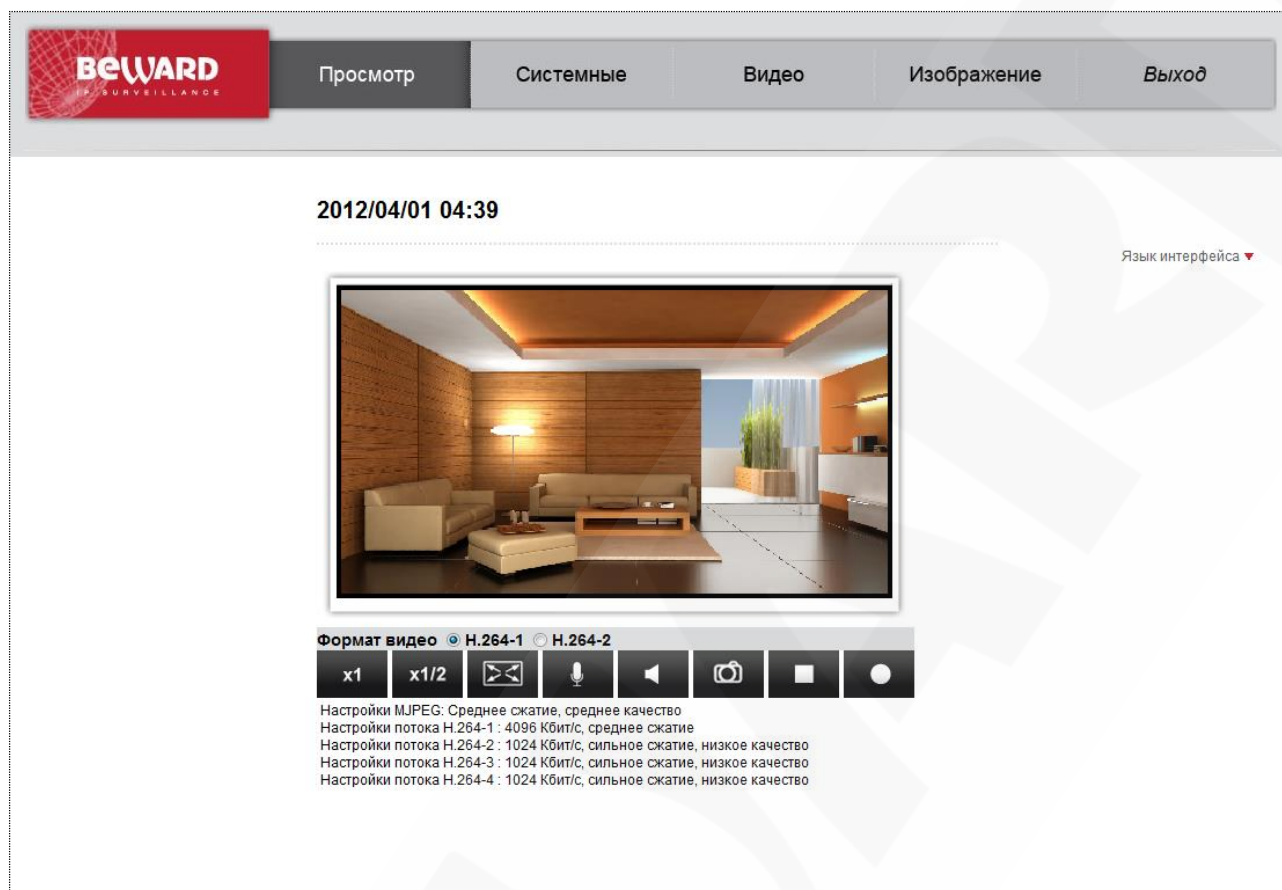 BEWARD
IP SURVEILLANCE
Просмотр
Системные
Видео
Изображение
Выход
2012/04/01 04:39
Язык интерфейса
Формат видео H.264-1 H.264-2
x1
x1/2
Настройки MJPEG: Среднее сжатие, среднее качество
Настройки потока H.264-1 : 4096 Кбит/с, среднее сжатие
Настройки потока H.264-2 : 1024 Кбит/с, сильное сжатие, низкое качество
Настройки потока H.264-3 : 1024 Кбит/с, сильное сжатие, низкое качество
Настройки потока H.264-4 : 1024 Кбит/с, сильное сжатие, низкое качество